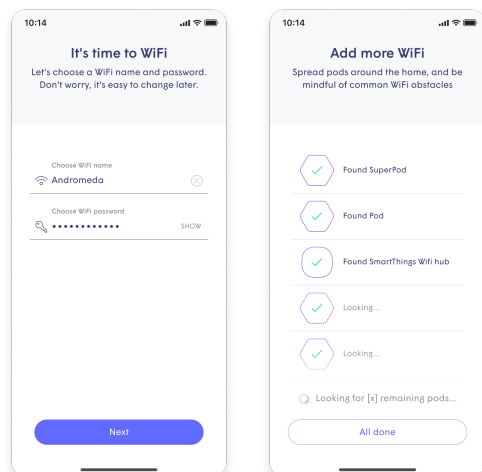 10:14
It's time to WiFi
Let's choose a WiFi name and password.
Don't worry, it's easy to change later.
Choose WiFi name
Andromeda
Choose WiFi password
••••••••••••
SHOW
Next
10:14
Add more WiFi
Spread pods around the home, and be
mindful of common WiFi obstacles
Found SuperPod
Found Pod
Found SmartThings Wifi hub
Looking...
Looking...
Looking for [x] remaining pods...
All done